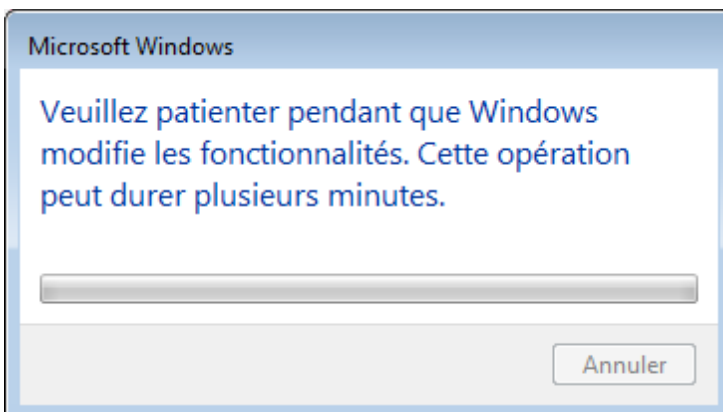 Microsoft Windows
Veuillez patienter pendant que Windows
modifie les fonctionnalités. Cette opération
peut durer plusieurs minutes.
Annuler